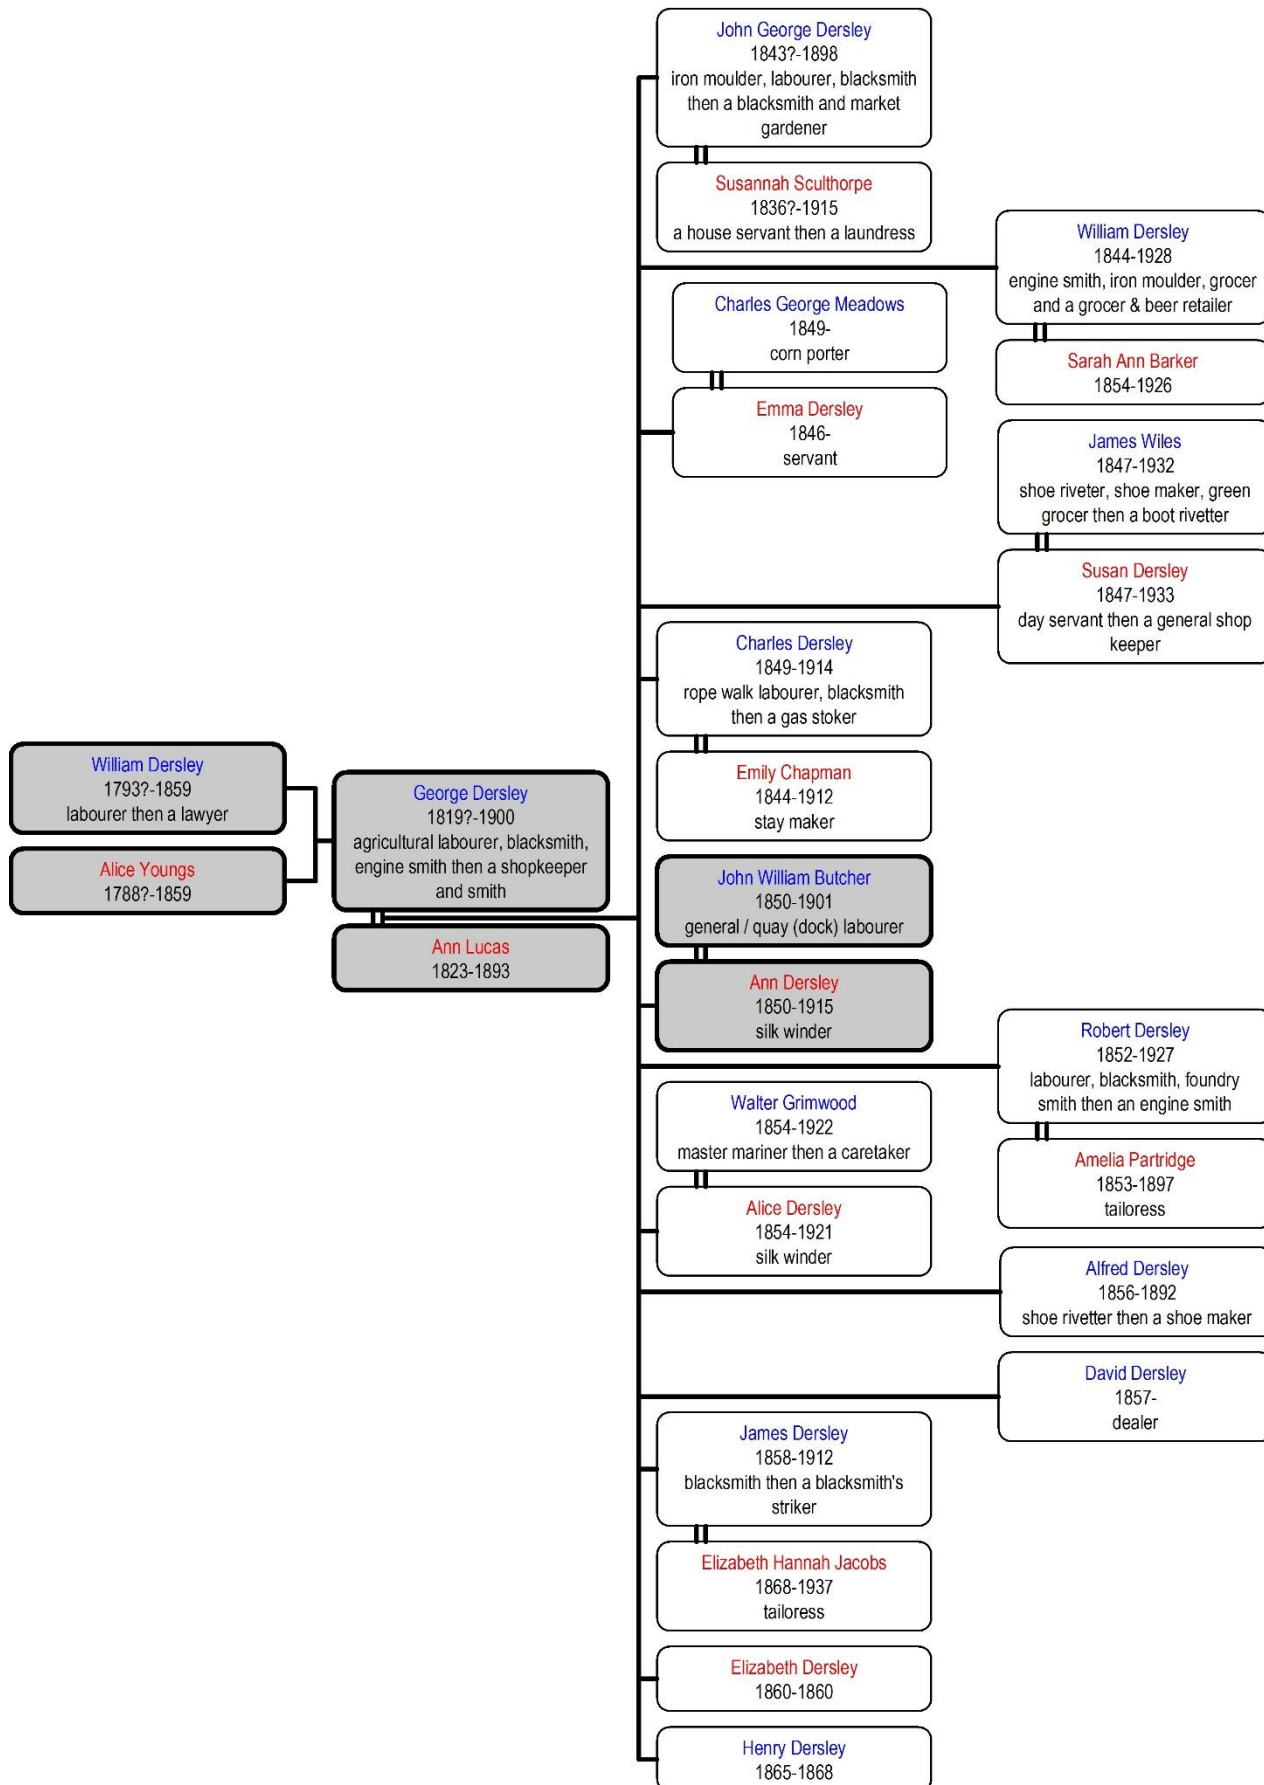 John George Dersley
1843?-1898
iron moulder, labourer, blacksmith
then a blacksmith and market
gardener
Susannah Sculthorpe
1836?-1915
a house servant then a laundress
William Dersley
1844-1928
engine smith, iron moulder, grocer
and a grocer & beer retailer
Sarah Ann Barker
1854-1926
Charles George Meadows
1849-
corn porter
Emma Dersley
1846-
servant
James Wiles
1847-1932
shoe riveter, shoe maker, green
grocer then a boot rivetter
Susan Dersley
1847-1933
day servant then a general shop
keeper
Charles Dersley
1849-1914
rope walk labourer, blacksmith
then a gas stoker
Emily Chapman
1844-1912
stay maker
William Dersley
1793?-1859
labourer then a lawyer
Alice Youngs
1788?-1859
George Dersley
1819?-1900
agricultural labourer, blacksmith,
engine smith then a shopkeeper
and smith
Ann Lucas
1823-1893
John William Butcher
1850-1901
general / quay (dock) labourer
Ann Dersley
1850-1915
silk winder
Robert Dersley
1852-1927
labourer, blacksmith, foundry
smith then an engine smith
Amelia Partridge
1853-1897
tailoress
Walter Grimwood
1854-1922
master mariner then a caretaker
Alice Dersley
1854-1921
silk winder
Alfred Dersley
1856-1892
shoe rivetter then a shoe maker
David Dersley
1857-
dealer
James Dersley
1858-1912
blacksmith then a blacksmith's
striker
Elizabeth Hannah Jacobs
1868-1937
tailoress
Elizabeth Dersley
1860-1860
Henry Dersley
1865-1868